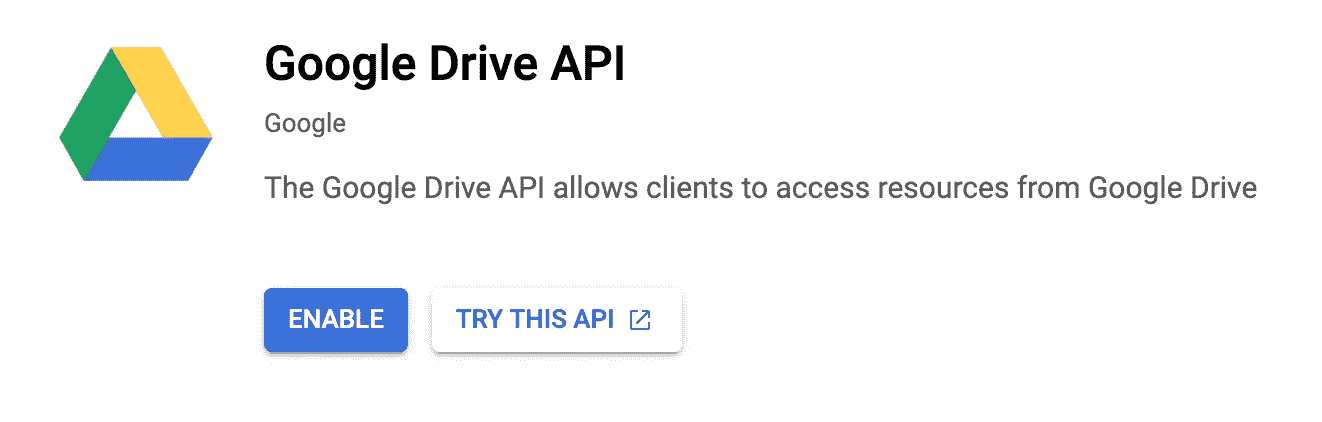 Google Drive API
Google
The Google Drive API allows clients to access resources from Google Drive
ENABLE
TRY THIS API